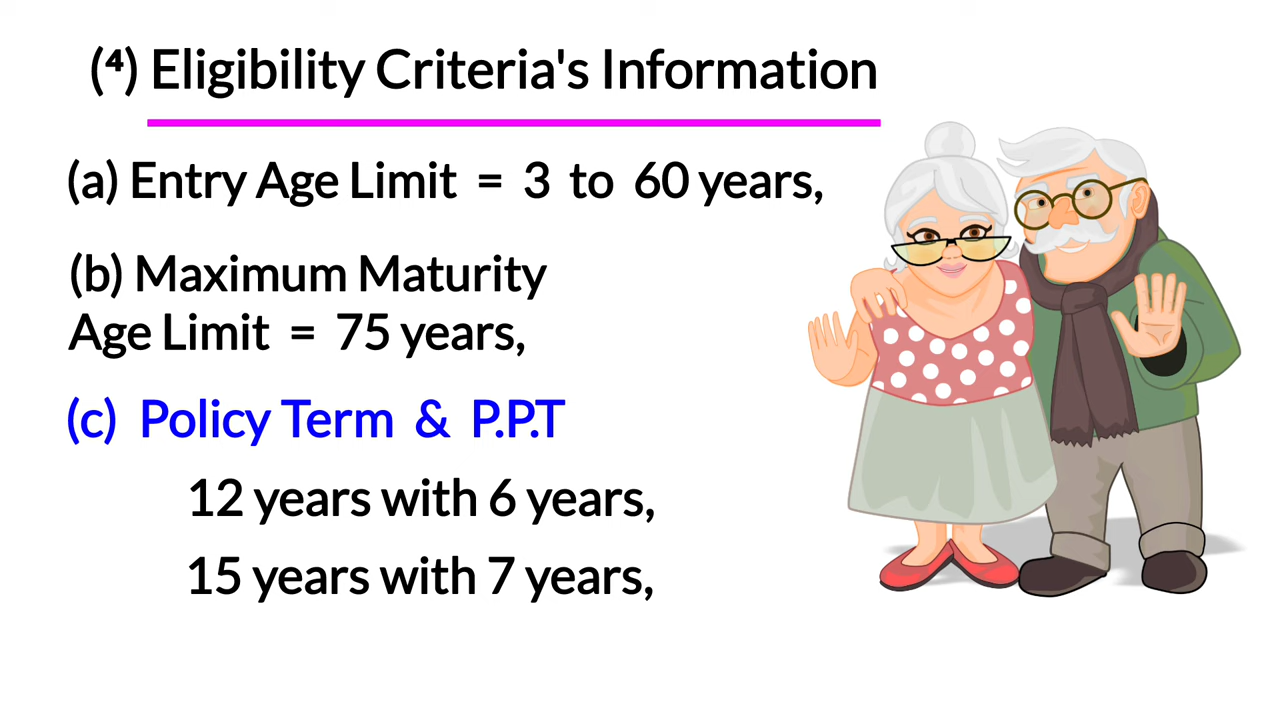 (⁴) Eligibility Criteria's Information
(a) Entry Age Limit = 3 to 60 years,
(b) Maximum Maturity
Age Limit = 75 years,
(c) Policy Term & P.P.T
12 years with 6 years,
15 years with 7 years,